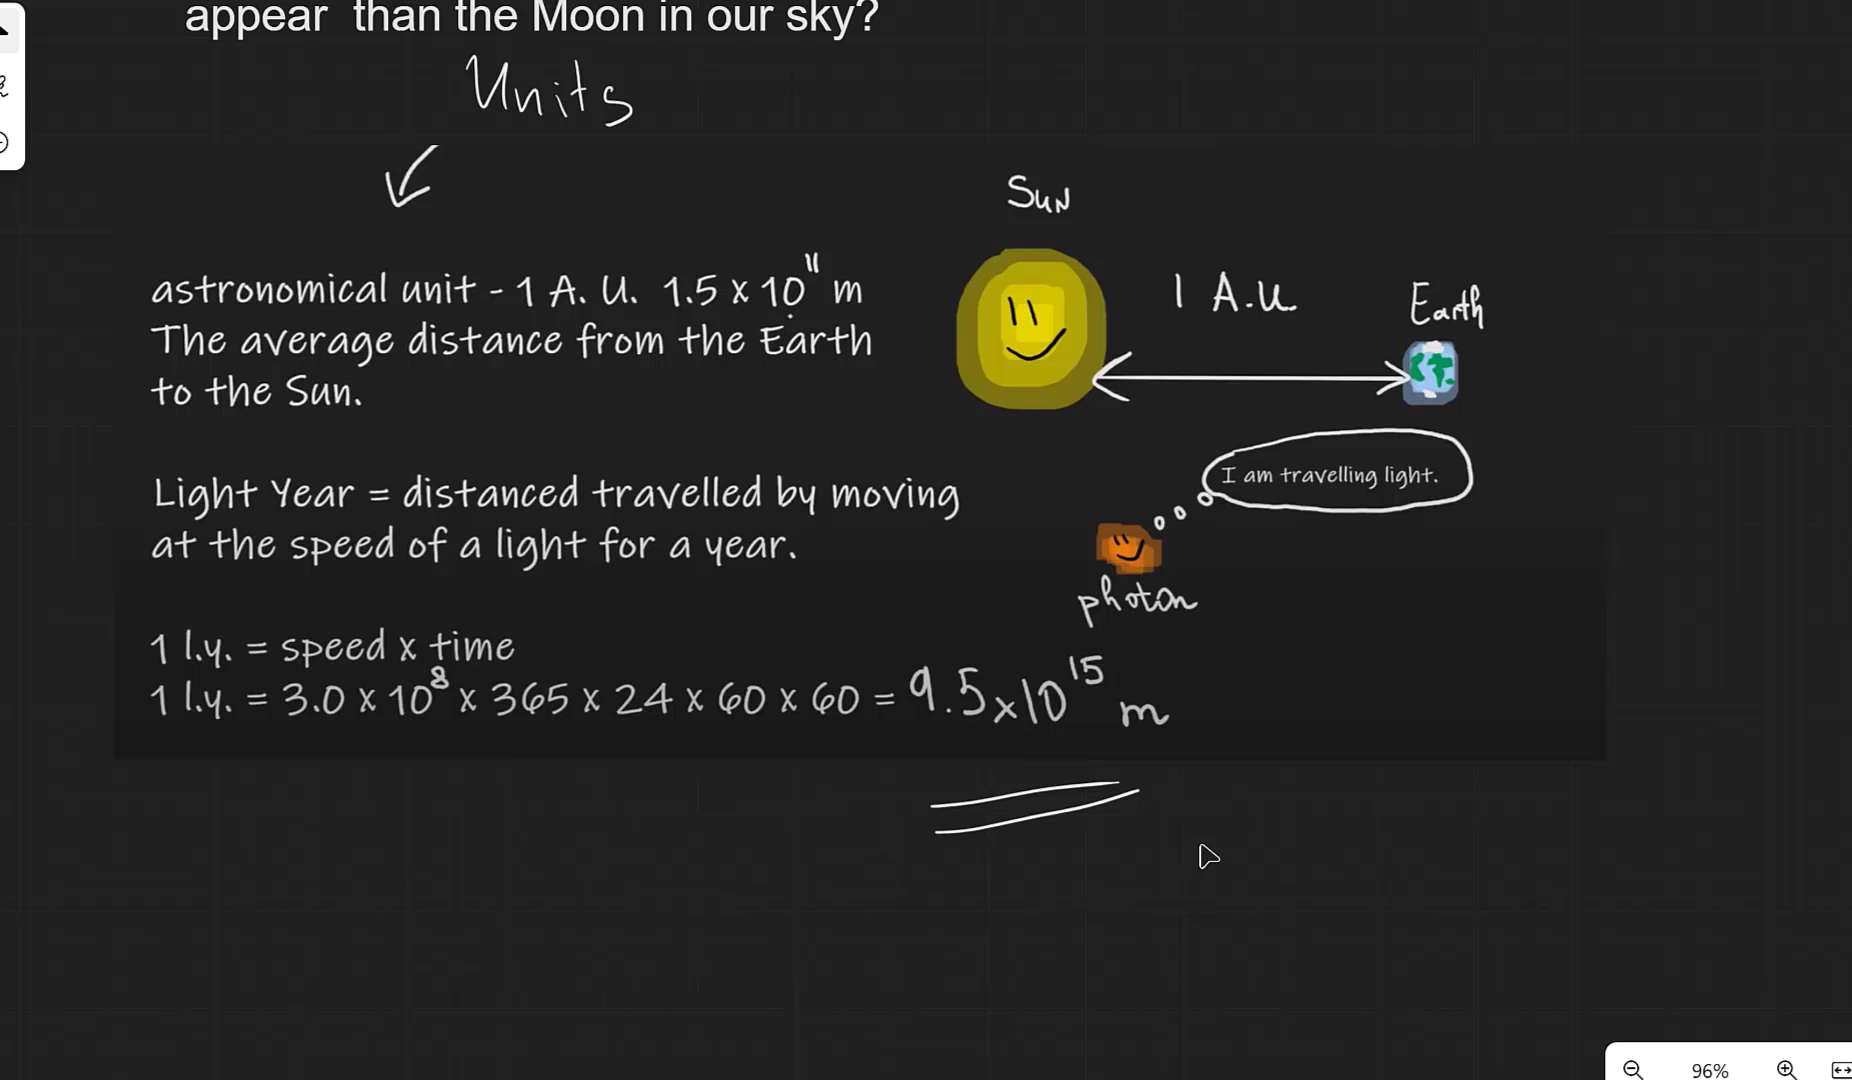 appear than the Moon in our sky?
Units
Sun
astronomical unit - 1 A. U. 1.5 x 10¹¹ m
1 A.U
Earth
The average distance from the Earth
to the Sun.
I am travelling light.
Light Year = distanced travelled by moving
at the speed of a light for a year.
photon
1 l.y. = speed x time
1 l.y. = 3.0 x 10⁸ x 365 x 24 x 60 x 60 = 9.5x10¹⁵ m
96%